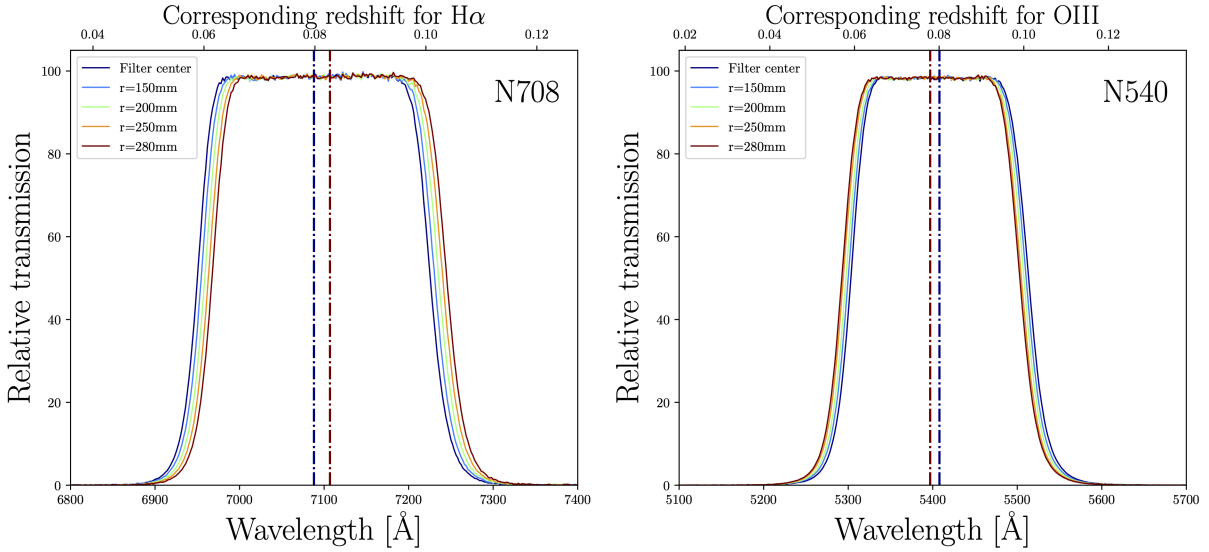 Corresponding redshift for Hα
0.04 0.06 0.08 0.10 0.12
Relative transmission
100
80
60
40
20
0
Filter center
r=150mm
r=200mm
r=250mm
r=280mm
N708
6800 6900 7000 7100 7200 7300 7400
Wavelength [Å]
Corresponding redshift for OIII
0.02 0.04 0.06 0.08 0.10 0.12
Relative transmission
100
80
60
40
20
0
Filter center
r=150mm
r=200mm
r=250mm
r=280mm
N540
5100 5200 5300 5400 5500 5600 5700
Wavelength [Å]